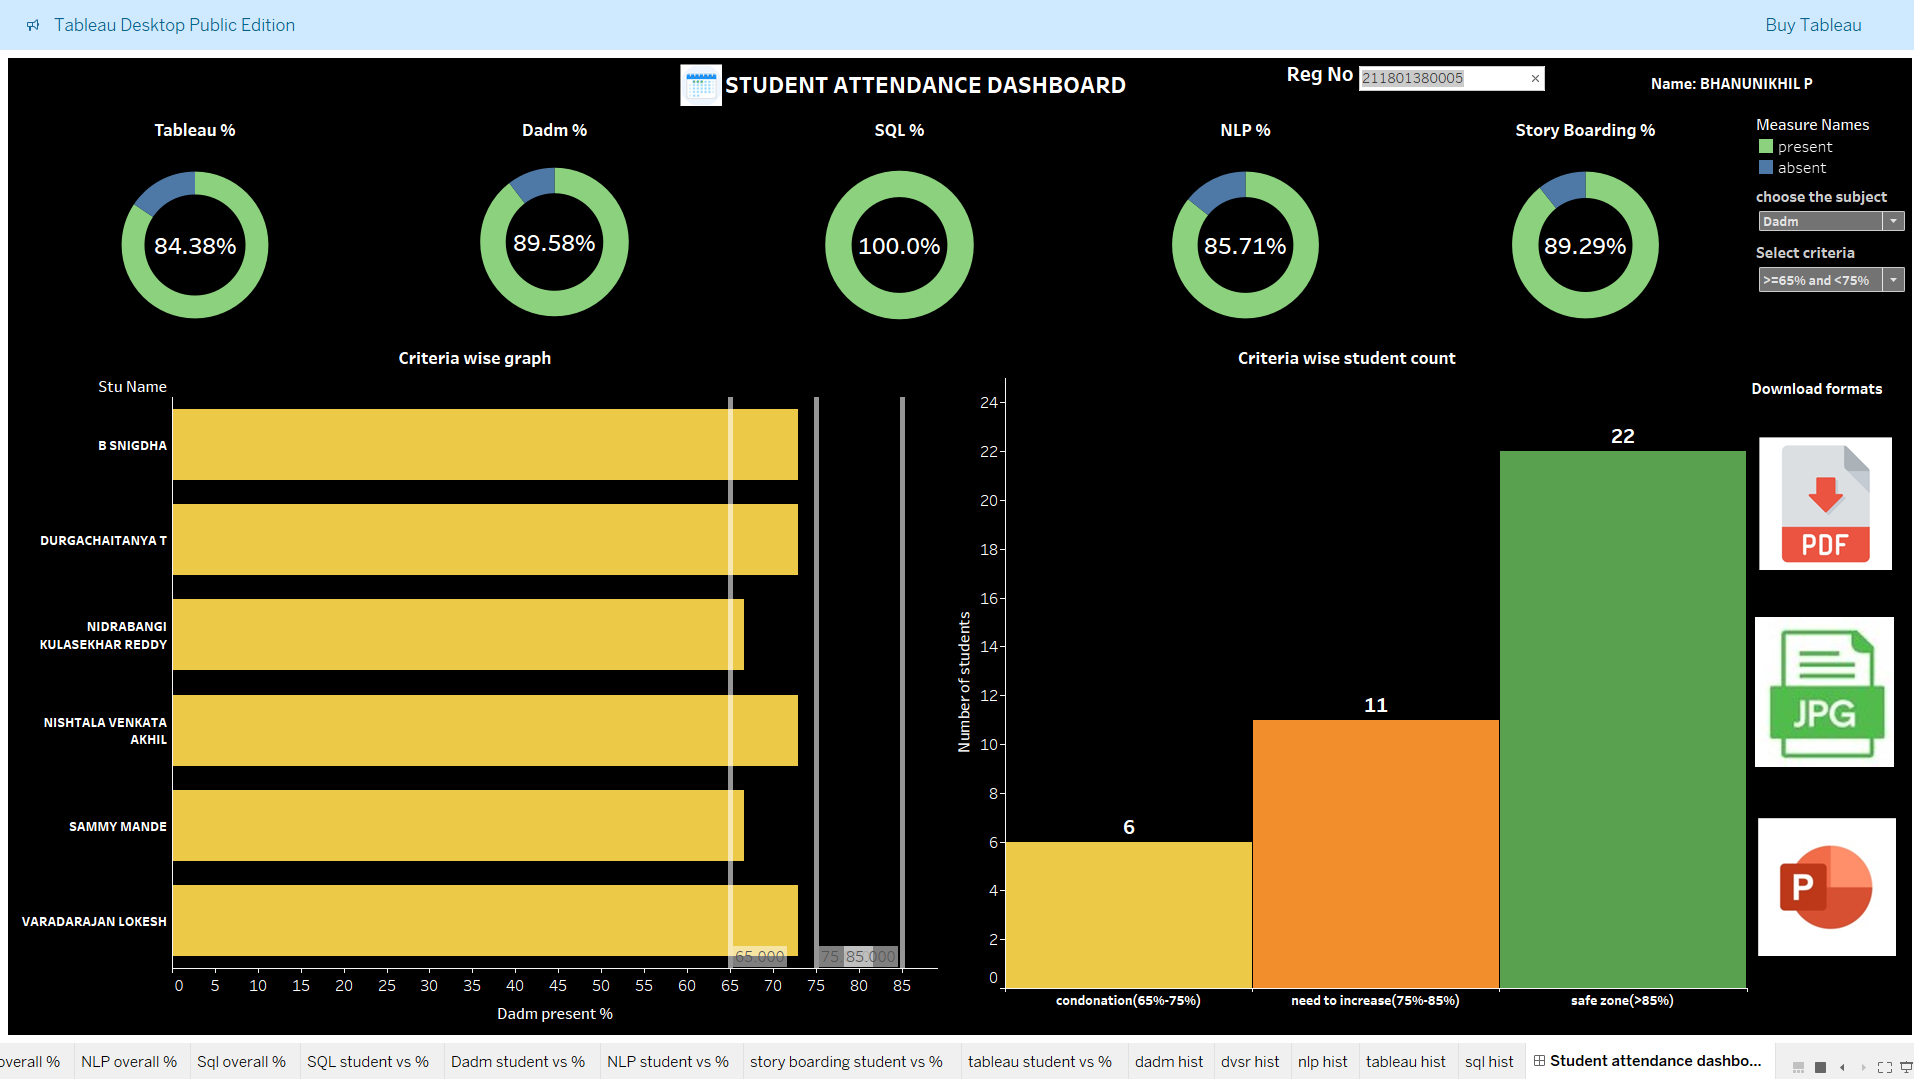 Tableau Desktop Public Edition
Buy Tableau
STUDENT ATTENDANCE DASHBOARD
Reg No
211801380005
Name: BHANUNIKHIL P
Tableau %
Dadm %
SQL %
NLP %
Story Boarding %
84.38%
89.58%
100.0%
85.71%
89.29%
Measure Names
present
absent
choose the subject
Dadm
Select criteria
>=65% and <75%
Criteria wise graph
Stu Name
B SNIGDHA
DURGACHAITANYA T
NIDRABANGI
KULASEKHAR REDDY
NISHTALA VENKATA
AKHIL
SAMMY MANDE
VARADARAJAN LOKESH
65.000
75.
85.000
0 5 10 15 20 25 30 35 40 45 50 55 60 65 70 75 80 85
Dadm present %
Criteria wise student count
Number of students
24
22
20
18
16
14
12
10
8
6
4
2
0
6
11
22
condonation(65%-75%)
need to increase(75%-85%)
safe zone(>85%)
Download formats
PDF
JPG
P
overall %
NLP overall %
Sql overall %
SQL student vs %
Dadm student vs %
NLP student vs %
story boarding student vs %
tableau student vs %
dadm hist
dvsr hist
nlp hist
tableau hist
sql hist
Student attendance dashbo...